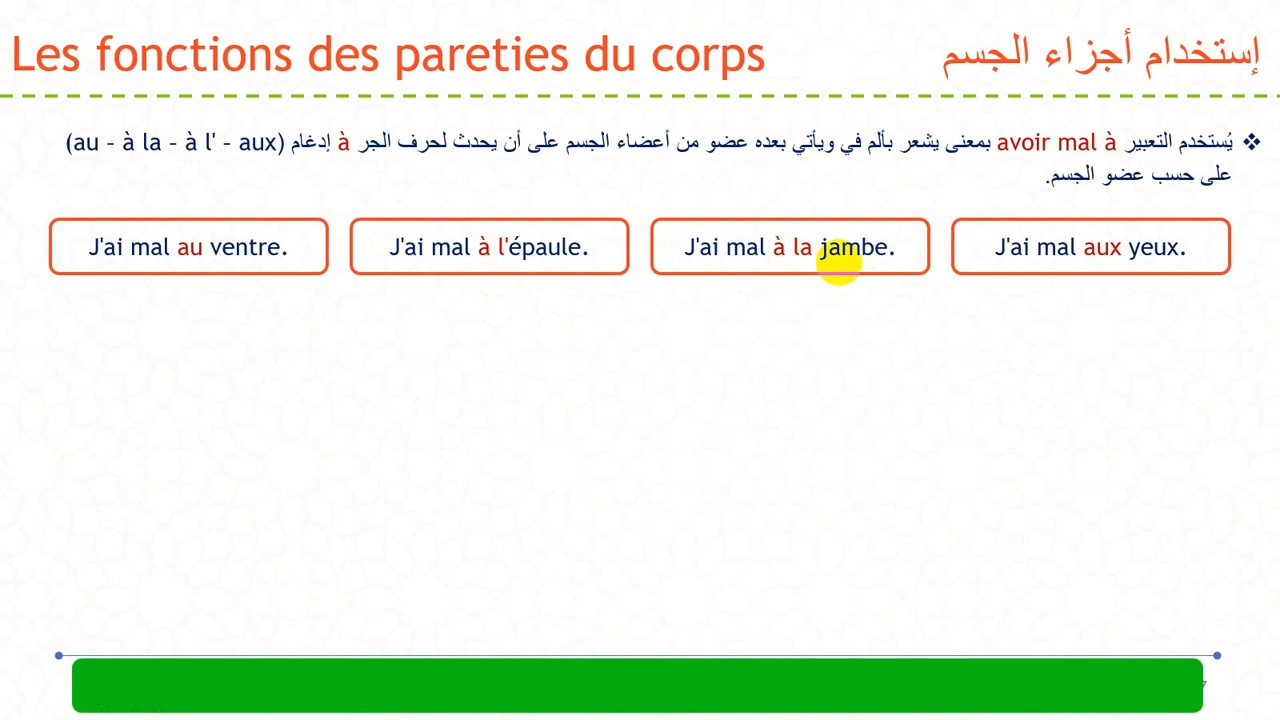 Les fonctions des pareties du corps
إستخدام أجزاء الجسم
❖ يُستخدم التعبير avoir mal à بمعنى يشعر بألم في ويأتي بعده عضو من أعضاء الجسم على أن يحدث لحرف الجر à إدغام (au – à la – à l' – aux)
على حسب عضو الجسم.
J'ai mal au ventre.
J'ai mal à l'épaule.
J'ai mal à la jambe.
J'ai mal aux yeux.